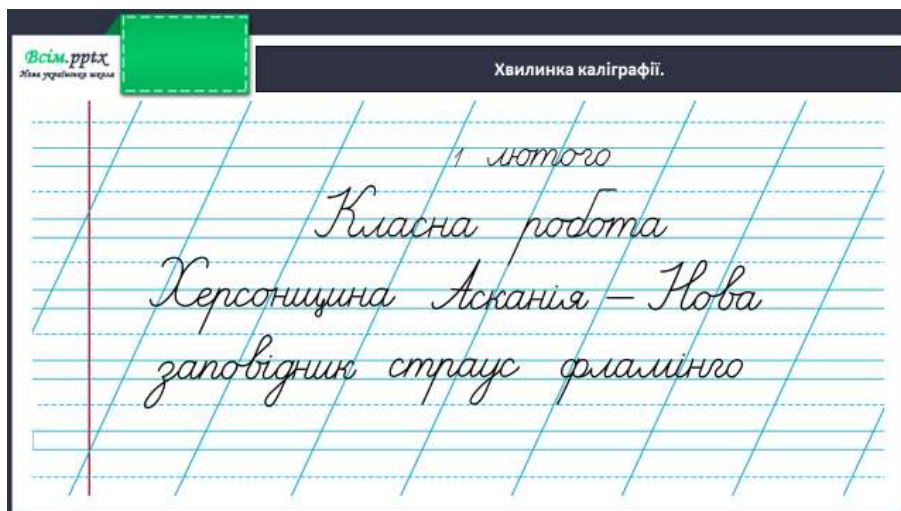 Всім.pptx
Нова українська школа
Хвилинка каліграфії.
1 лютого
Класна робота
Херсонщина Асканія – Нова
заповідник страус фламінго